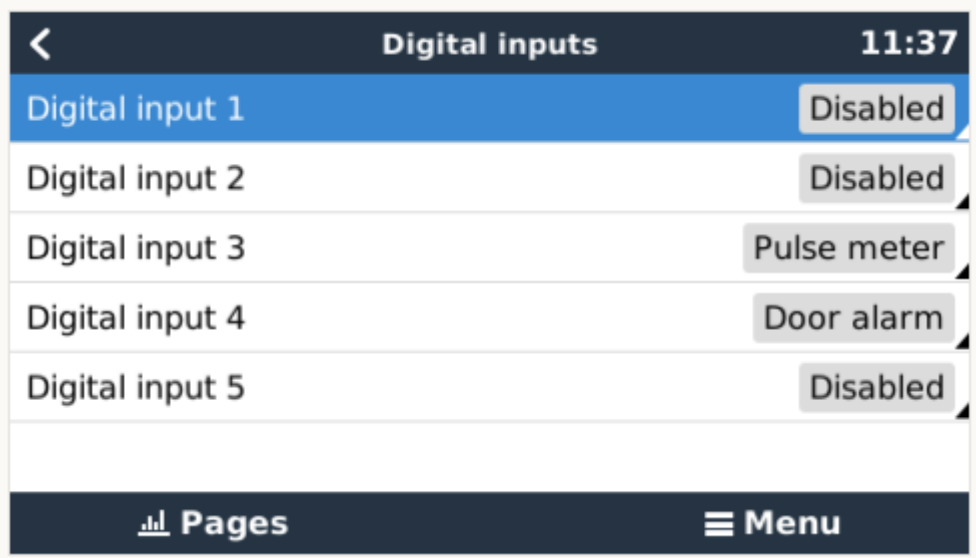 Digital inputs 11:37
Digital input 1 Disabled
Digital input 2 Disabled
Digital input 3 Pulse meter
Digital input 4 Door alarm
Digital input 5 Disabled
Pages Menu